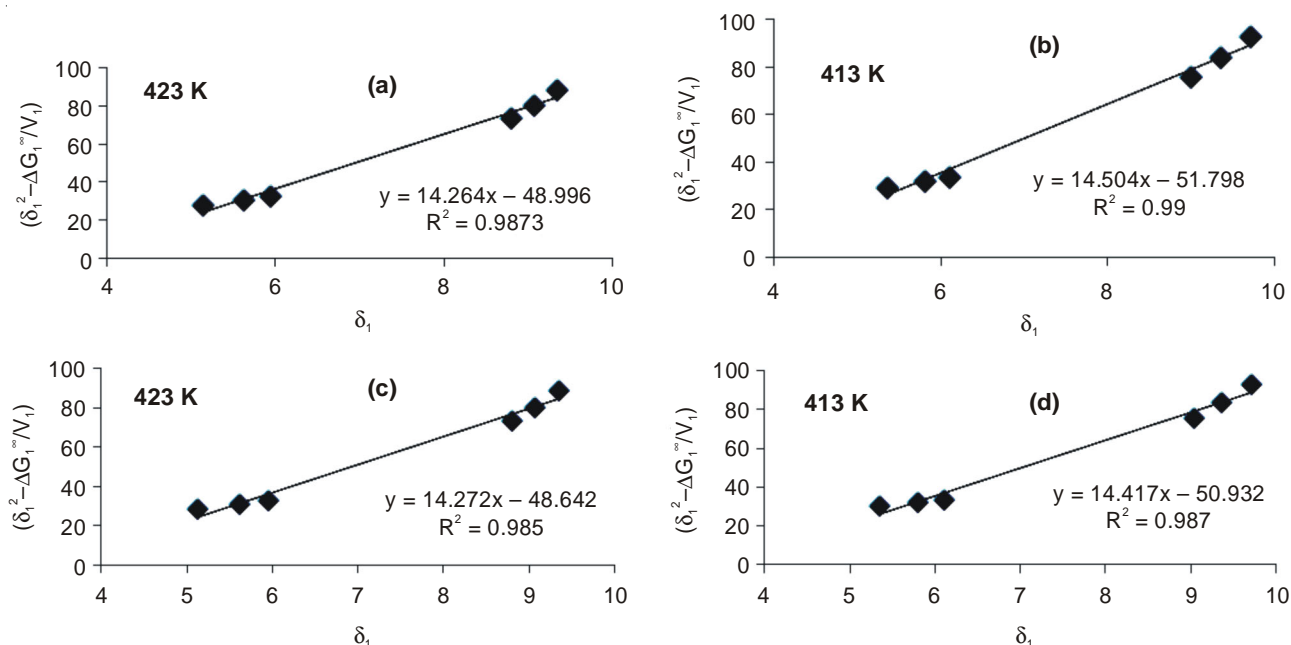 423 K
(a)
(δ₁²–ΔG₁^∞/V₁)
100
80
60
40
20
0
y = 14.264x – 48.996
R² = 0.9873
4 6 8 10
δ₁
(b)
413 K
(δ₁²–ΔG₁^∞/V₁)
100
80
60
40
20
0
y = 14.504x – 51.798
R² = 0.99
4 6 8 10
δ₁
423 K
(c)
(δ₁²–ΔG₁^∞/V₁)
100
80
60
40
20
0
y = 14.272x – 48.642
R² = 0.985
4 5 6 7 8 9 10
δ₁
413 K
(d)
(δ₁²–ΔG₁^∞/V₁)
100
80
60
40
20
0
y = 14.417x – 50.932
R² = 0.987
4 5 6 7 8 9 10
δ₁